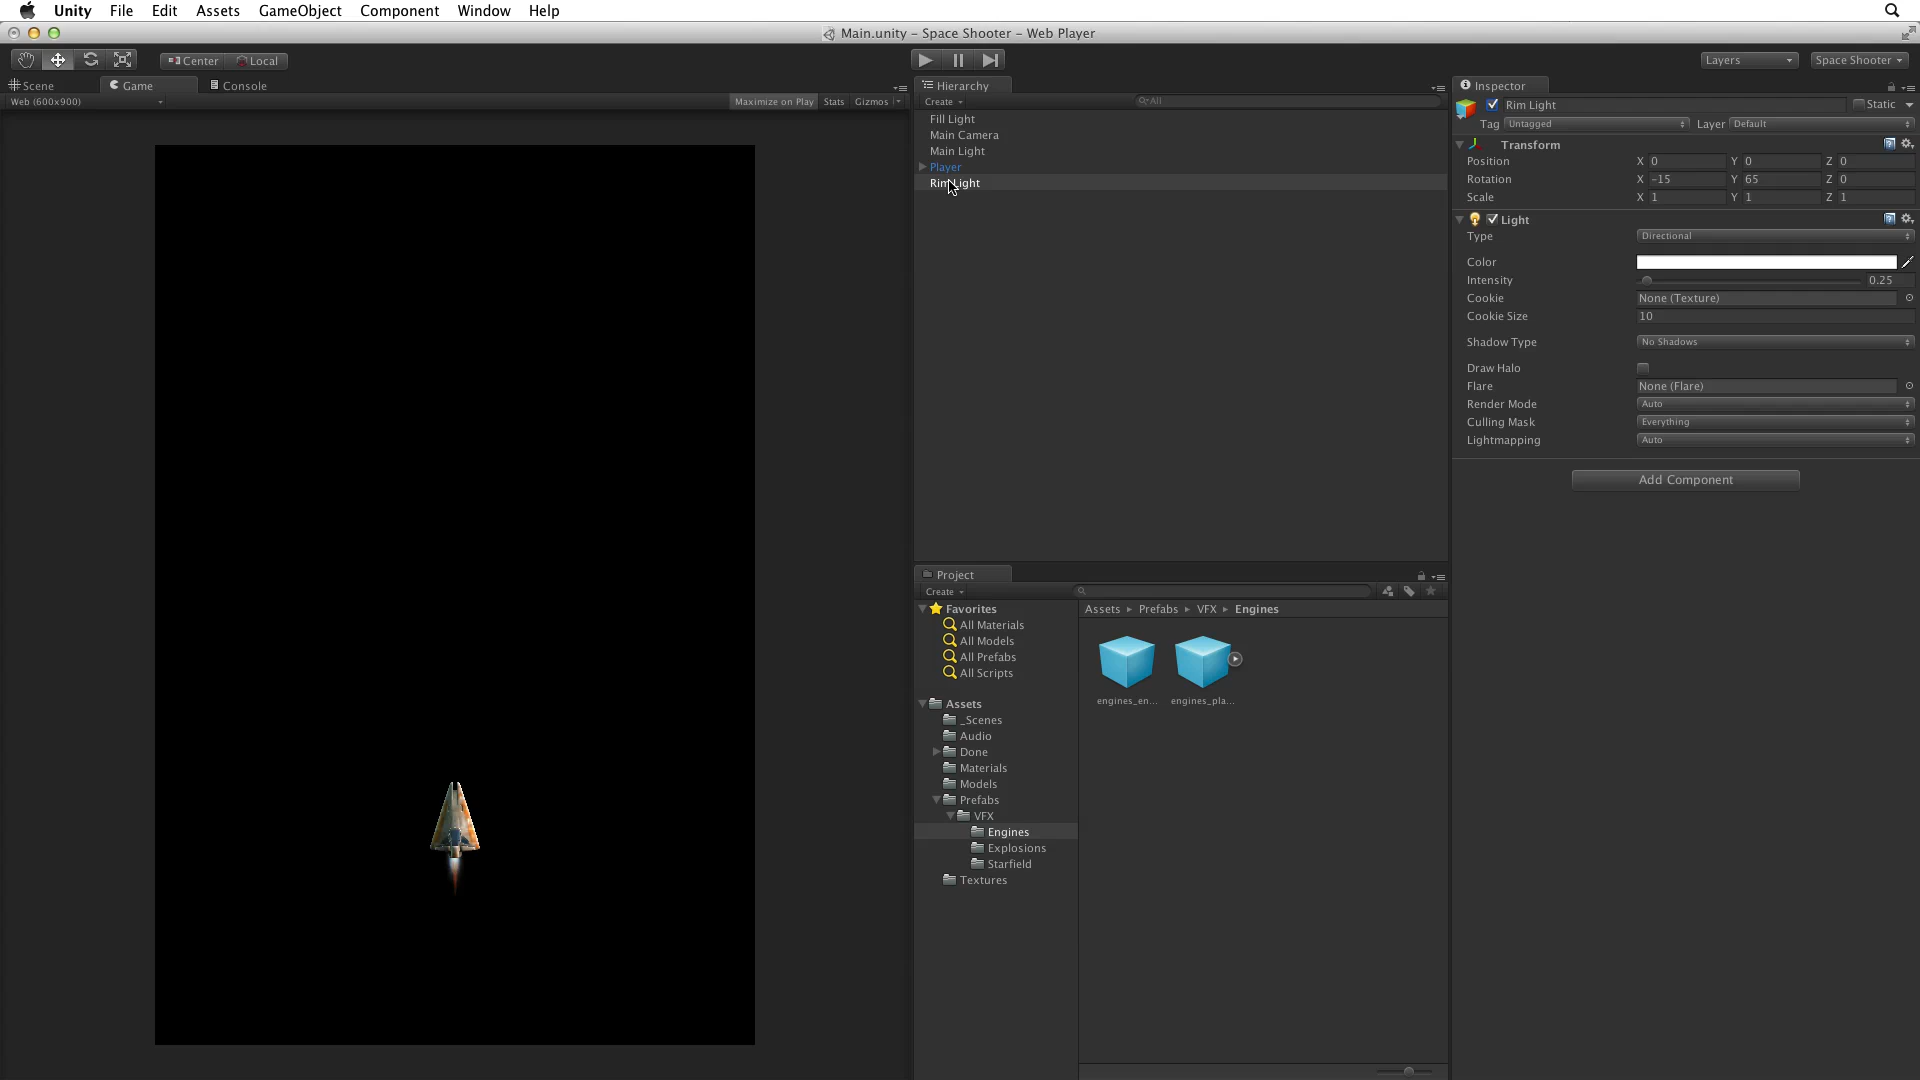 Unity File Edit Assets GameObject Component Window Help
Main.unity – Space Shooter – Web Player
Center Local
Layers
Space Shooter
Scene Game Console
Web (600x900)
Maximize on Play Stats Gizmos
Hierarchy
Create
All
Fill Light
Main Camera
Main Light
Player
Rim Light
Project
Create
Favorites
All Materials
All Models
All Prefabs
All Scripts
Assets
_Scenes
Audio
Done
Materials
Models
Prefabs
VFX
Engines
Explosions
Starfield
Textures
Assets Prefabs VFX Engines
engines_en... engines_pla...
Inspector
Rim Light Static
Tag Untagged Layer Default
Transform
Position X 0 Y 0 Z 0
Rotation X -15 Y 65 Z 0
Scale X 1 Y 1 Z 1
Light
Type Directional
Color
Intensity 0.25
Cookie None (Texture)
Cookie Size 10
Shadow Type No Shadows
Draw Halo
Flare None (Flare)
Render Mode Auto
Culling Mask Everything
Lightmapping Auto
Add Component